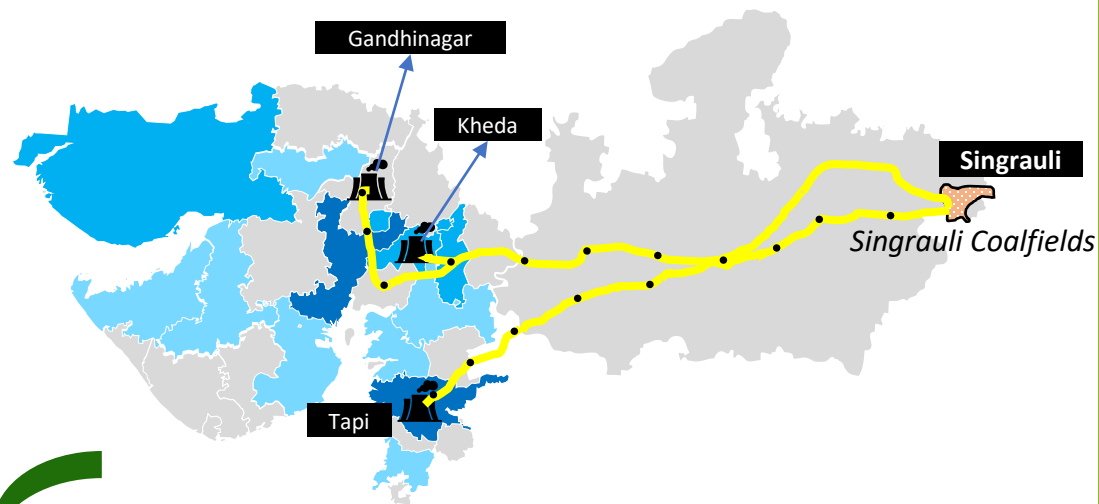 Gandhinagar
Kheda
Singrauli
Singrauli Coalfields
Tapi